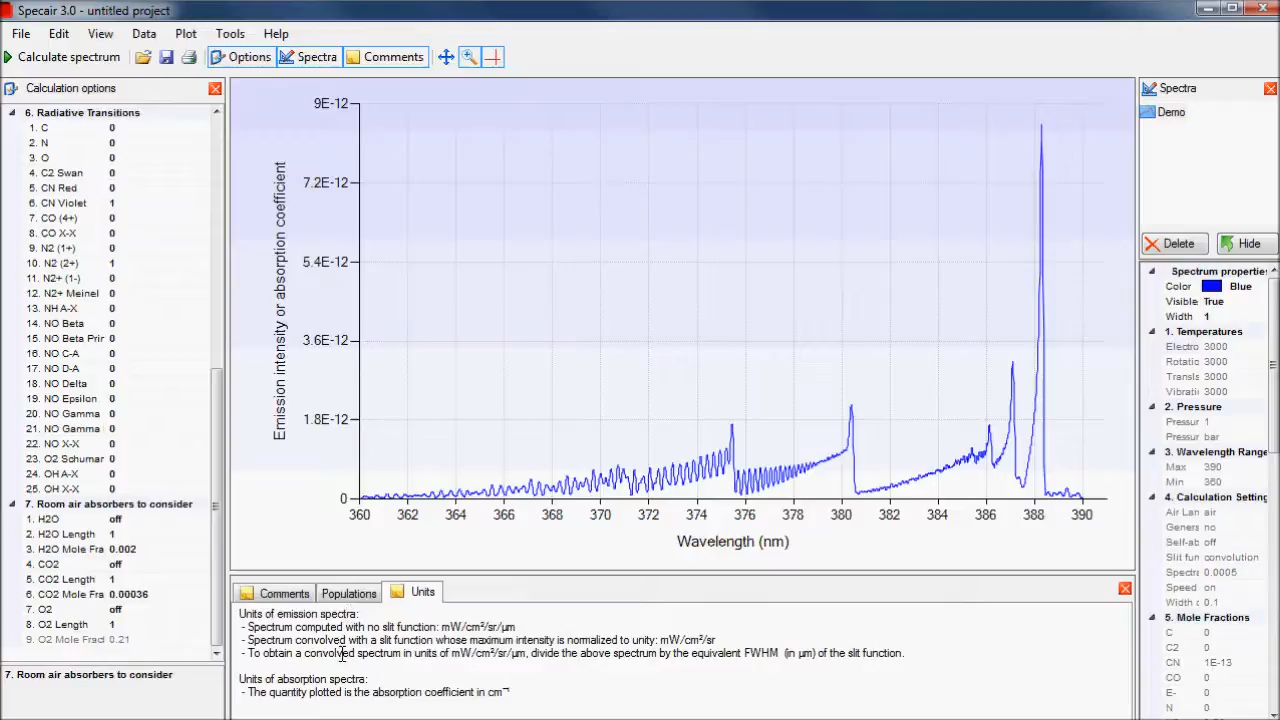 Specair 3.0 - untitled project
File Edit View Data Plot Tools Help
Calculate spectrum Options Spectra Comments
Calculation options
6. Radiative Transitions
1. C 0
2. N 0
3. O 0
4. C2 Swan 0
5. CN Red 0
6. CN Violet 1
7. CO (4+) 0
8. CO X-X 0
9. N2 (1+) 0
10. N2 (2+) 1
11. N2+ (1-) 0
12. N2+ Meinel 0
13. NH A-X 0
14. NO Beta 0
15. NO Beta Prir 0
16. NO C-A 0
17. NO D-A 0
18. NO Delta 0
19. NO Epsilon 0
20. NO Gamma 0
21. NO Gamma 0
22. NO X-X 0
23. O2 Schumar 0
24. OH A-X 0
25. OH X-X 0
7. Room air absorbers to consider
1. H2O off
2. H2O Length 1
3. H2O Mole Fra 0.002
4. CO2 off
5. CO2 Length 1
6. CO2 Mole Fra 0.00036
7. O2 off
8. O2 Length 1
9. O2 Mole Fract 0.21
7. Room air absorbers to consider
Emission intensity or absorption coefficient
9E-12
7.2E-12
5.4E-12
3.6E-12
1.8E-12
0
360 362 364 366 368 370 372 374 376 378 380 382 384 386 388 390
Wavelength (nm)
Comments Populations Units
Units of emission spectra:
- Spectrum computed with no slit function: mW/cm²/sr/µm
- Spectrum convolved with a slit function whose maximum intensity is normalized to unity: mW/cm²/sr
- To obtain a convolved spectrum in units of mW/cm²/sr/µm, divide the above spectrum by the equivalent FWHM (in µm) of the slit function.
Units of absorption spectra:
- The quantity plotted is the absorption coefficient in cm⁻¹
Spectra
Demo
Delete Hide
Spectrum propertie:
Color Blue
Visible True
Width 1
1. Temperatures
Electro 3000
Rotatio 3000
Transla 3000
Vibrati 3000
2. Pressure
Pressur 1
Pressur bar
3. Wavelength Range
Max 390
Min 360
4. Calculation Setting
Air Lan air
Genera no
Self-ab off
Slit fun convolution
Spectra 0.0005
Speed on
Width c 0.1
5. Mole Fractions
C 0
C2 0
CN 1E-13
CO 0
E- 0
N 0